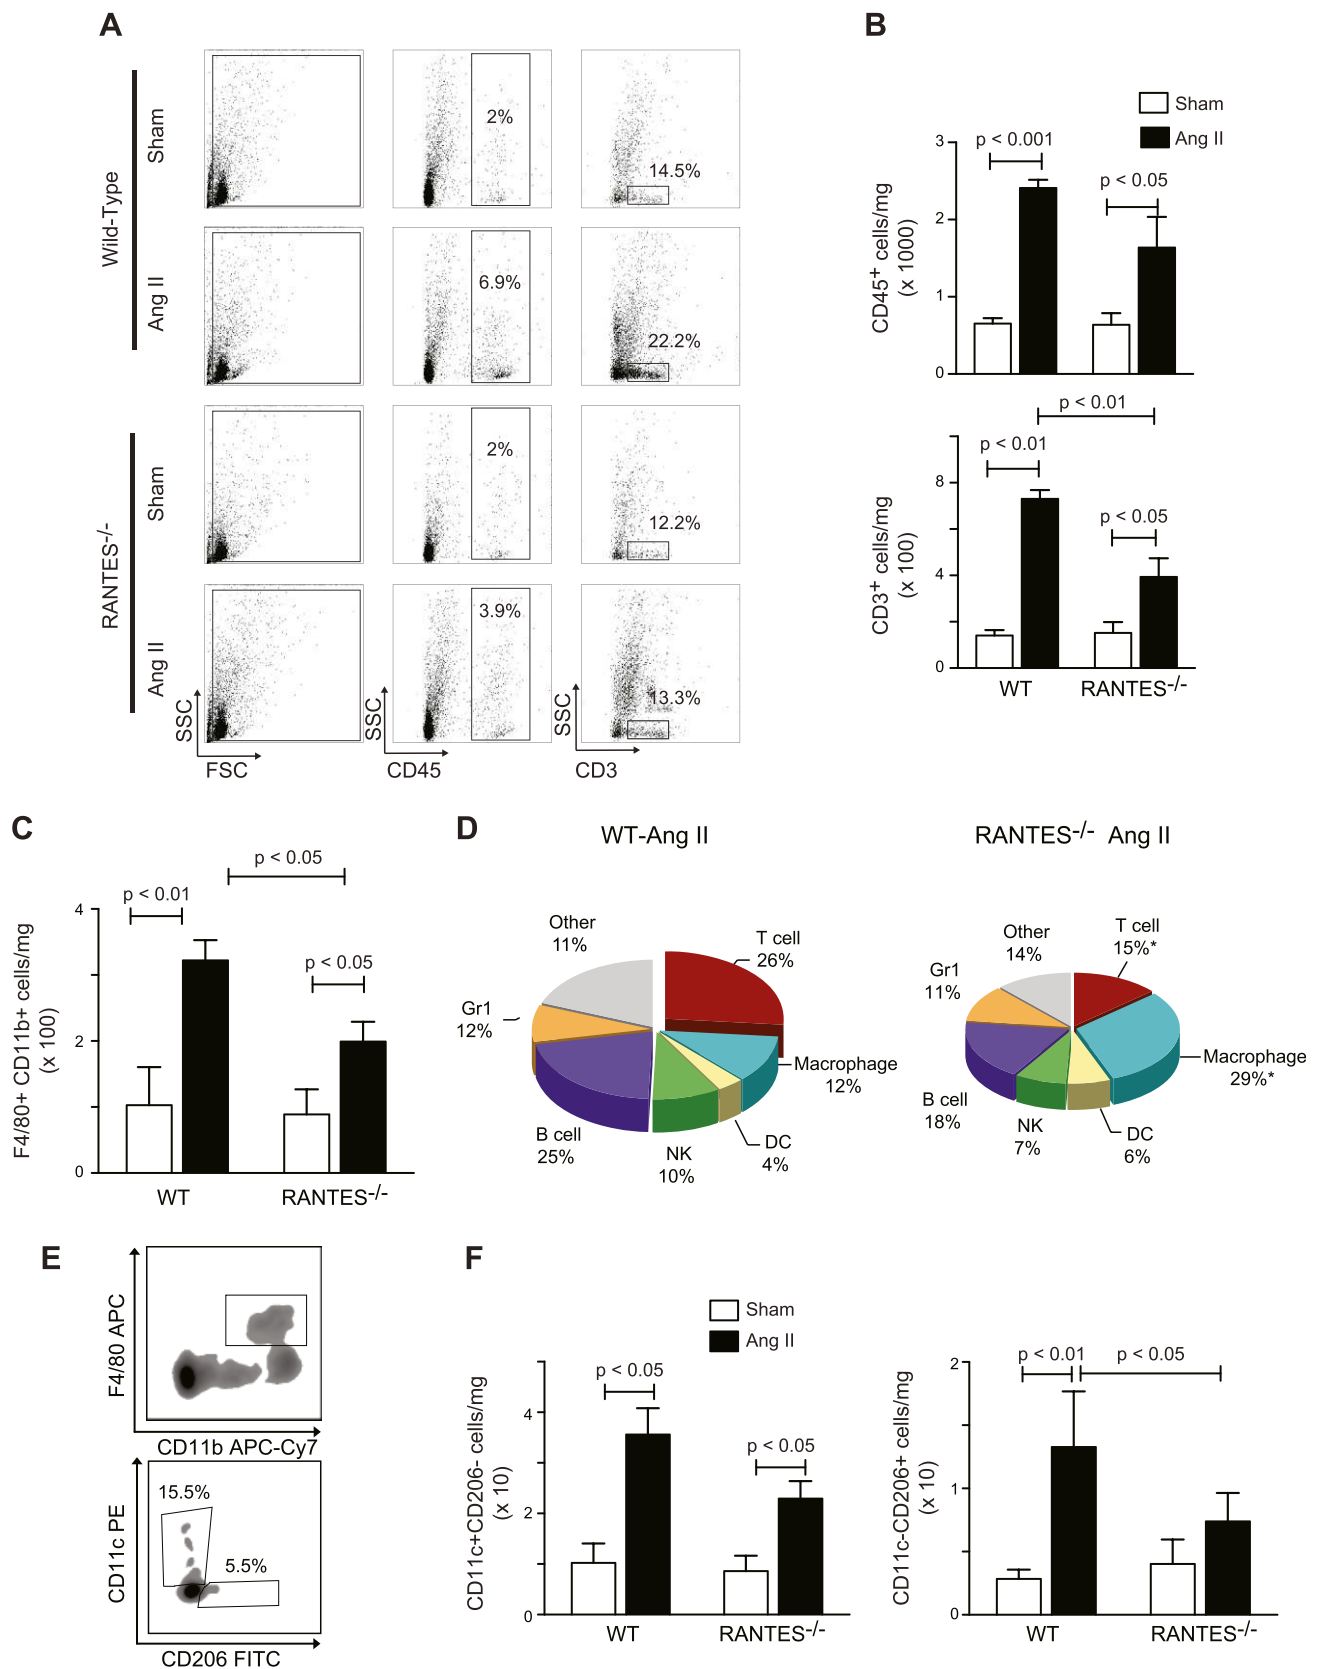 A
Wild-Type
Sham
2%
14.5%
Ang II
6.9%
22.2%
RANTES-/-
Sham
2%
12.2%
Ang II
3.9%
13.3%
SSC
FSC
SSC
CD45
SSC
CD3
B
Sham
Ang II
CD45+ cells/mg
(x 1000)
3
2
1
0
p < 0.001
p < 0.05
CD3+ cells/mg
(x 100)
8
4
0
p < 0.01
p < 0.01
p < 0.05
WT
RANTES-/-
C
F4/80+ CD11b+ cells/mg
(x 100)
4
2
0
p < 0.05
p < 0.01
p < 0.05
WT
RANTES-/-
D
WT-Ang II
Other
11%
T cell
26%
Gr1
12%
Macrophage
12%
B cell
25%
NK
10%
DC
4%
RANTES-/- Ang II
Other
14%
T cell
15%*
Gr1
11%
Macrophage
29%*
B cell
18%
NK
7%
DC
6%
E
F4/80 APC
CD11b APC-Cy7
CD11c PE
15.5%
5.5%
CD206 FITC
F
Sham
Ang II
CD11c+CD206- cells/mg
(x 10)
4
2
0
p < 0.05
p < 0.05
WT
RANTES-/-
CD11c-CD206+ cells/mg
(x 10)
2
1
0
p < 0.01
p < 0.05
WT
RANTES-/-